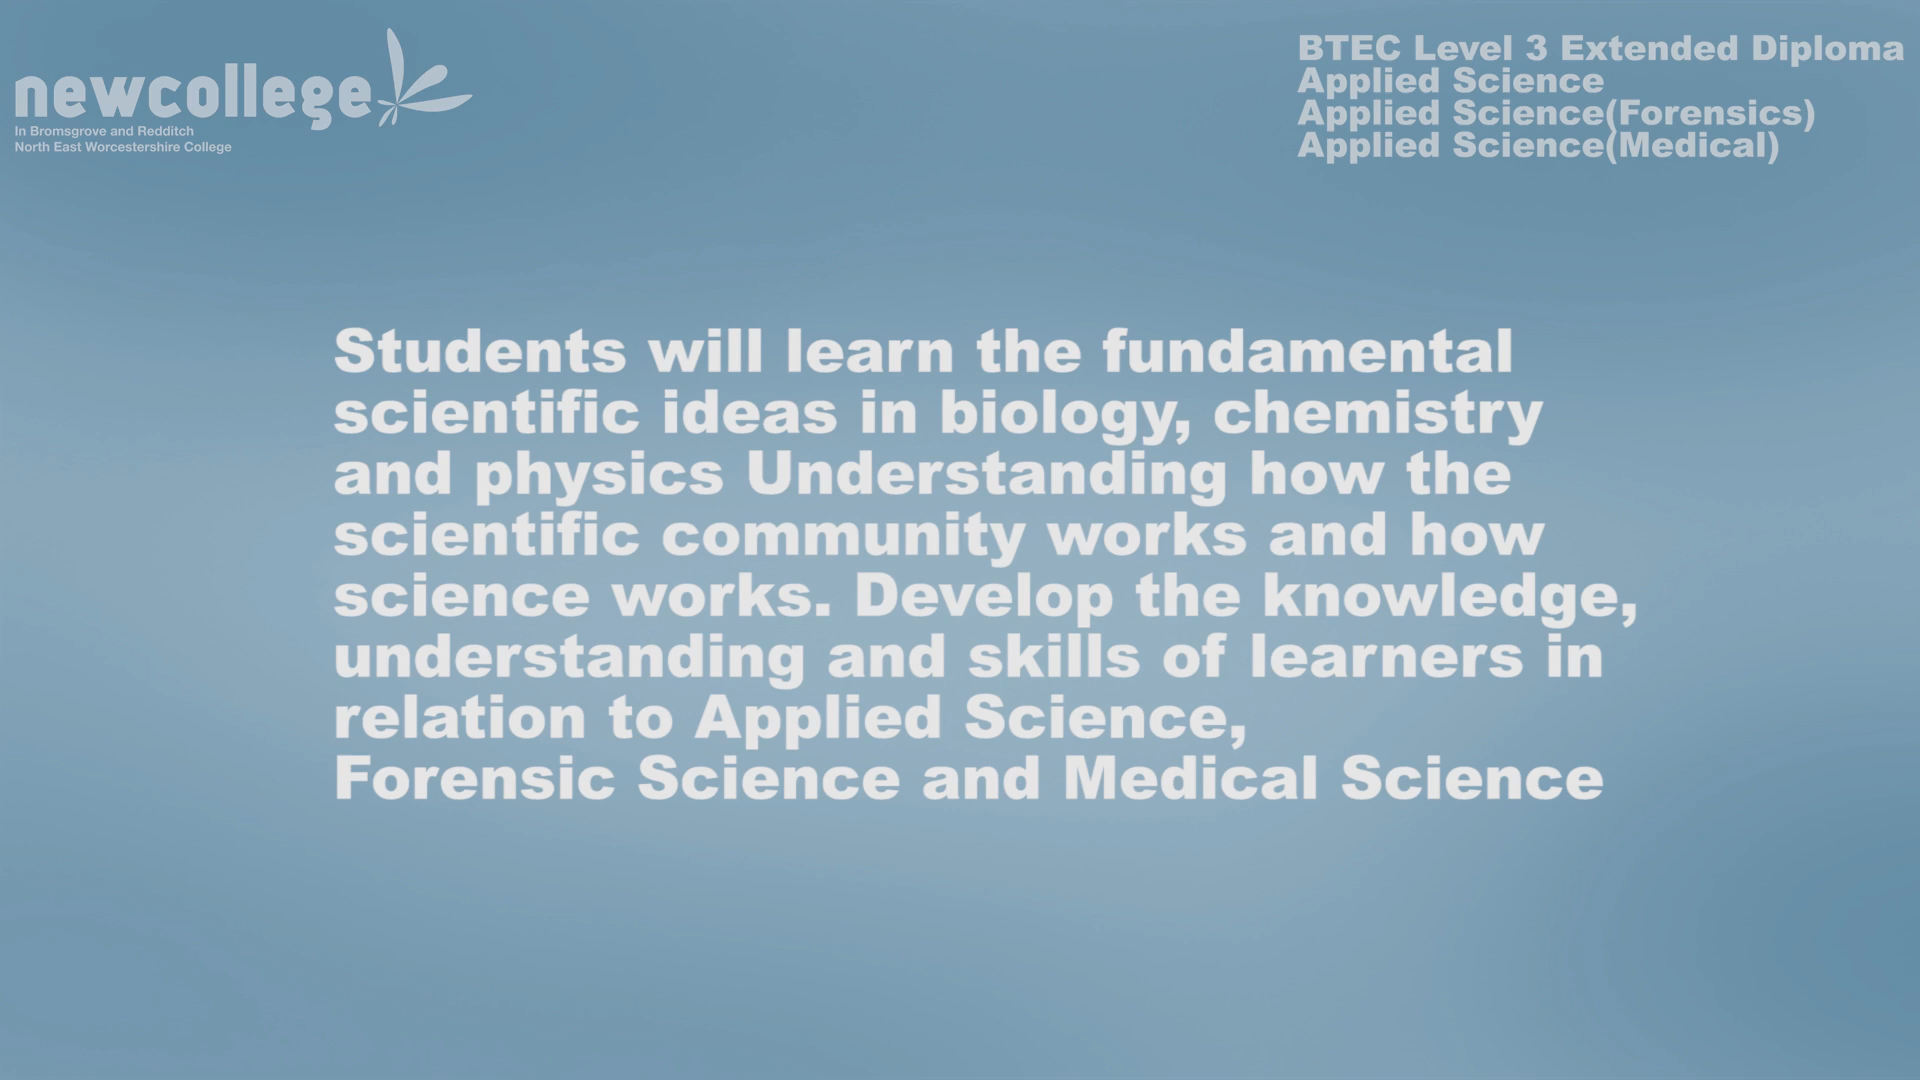 newcollege
In Bromsgrove and Redditch
North East Worcestershire College
BTEC Level 3 Extended Diploma
Applied Science
Applied Science(Forensics)
Applied Science(Medical)
Students will learn the fundamental
scientific ideas in biology, chemistry
and physics Understanding how the
scientific community works and how
science works. Develop the knowledge,
understanding and skills of learners in
relation to Applied Science,
Forensic Science and Medical Science